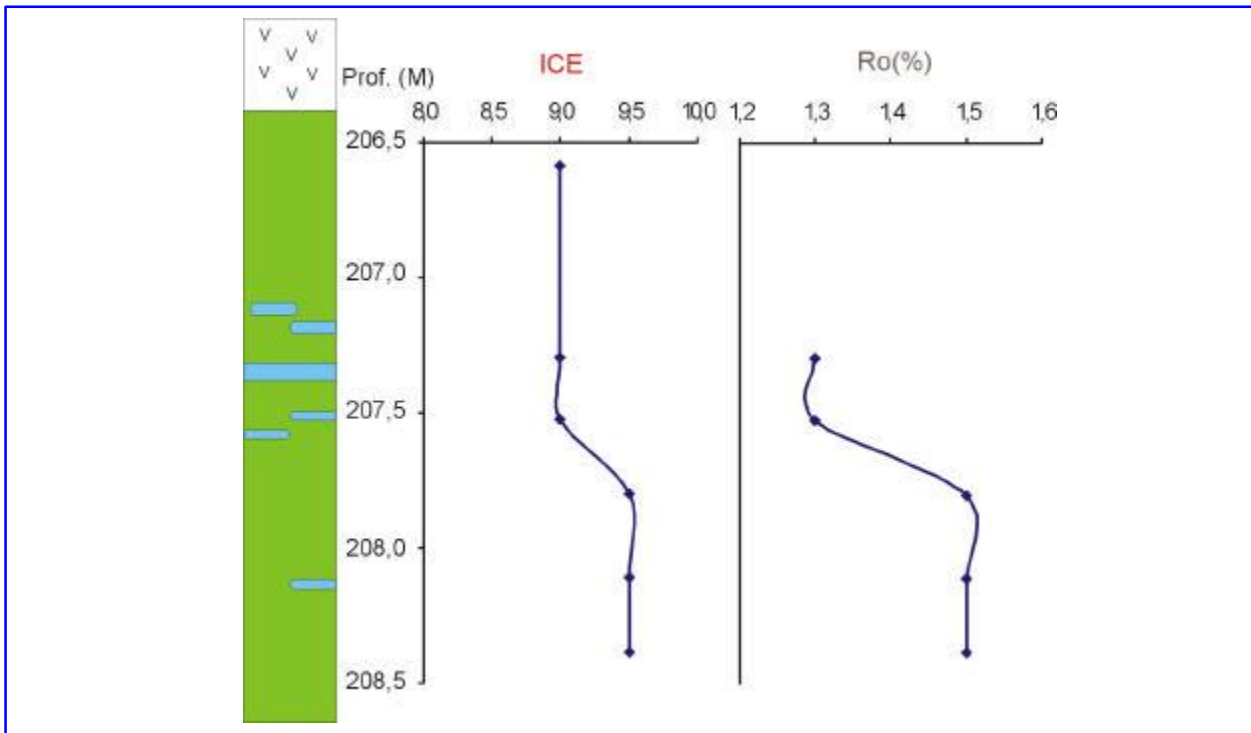 V V
V
V V
V
Prof. (M)
ICE
Ro(%)
8,0 8,5 9,0 9,5 10,0
1,2 1,3 1,4 1,5 1,6
206,5
207,0
207,5
208,0
208,5